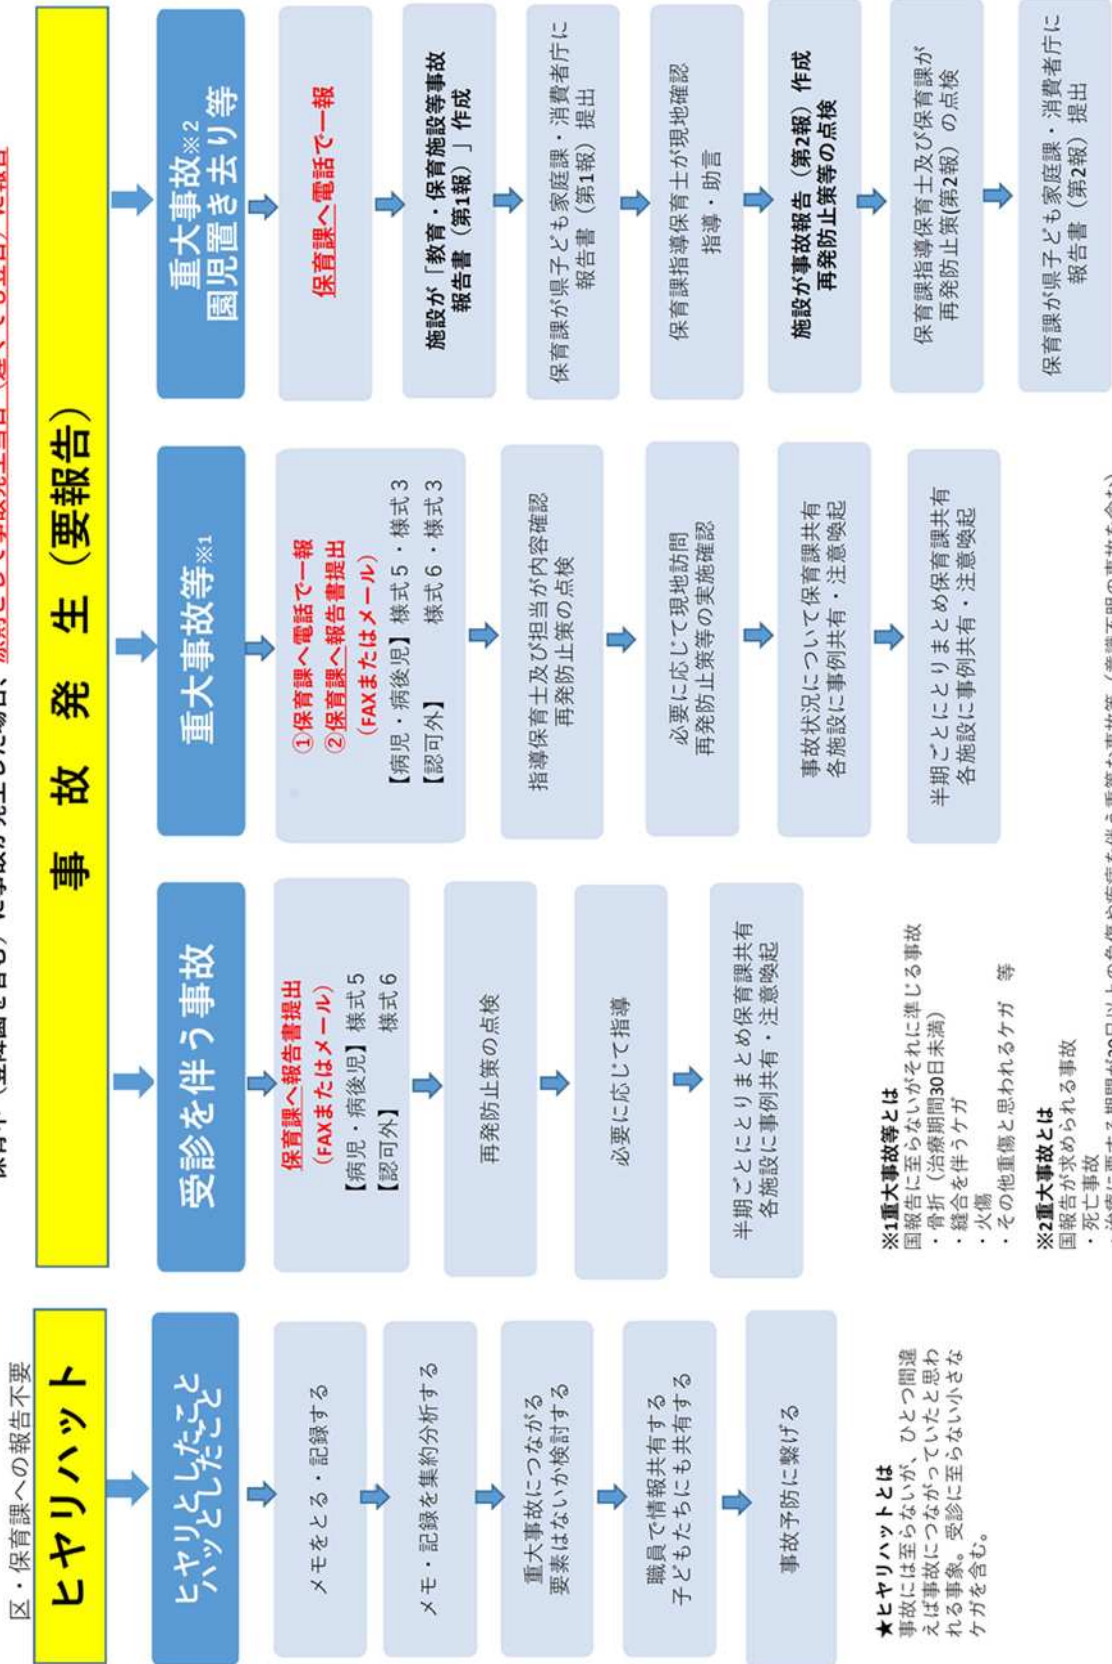 区・保育課への報告不要
ヒヤリハット
ヒヤリとしたこと
ハッとしたこと
メモをとる・記録する
メモ・記録を集約分析する
重大事故につながる
要素はないか検討する
職員で情報共有する
子どもたちにも共有する
事故予防に繋げる
★ヒヤリハットとは
事故には至らないが、ひとつ間違
えば事故につながっていたと思わ
れる事象。受診に至らない小さな
ケガを含む。
事故発生（要報告）
受診を伴う事故
保育課へ報告書提出
（FAXまたはメール）
【病児・病後児】様式５
【認可外】　　　様式６
再発防止策の点検
必要に応じて指導
半期ごとにとりまとめ保育課共有
各施設に事例共有・注意喚起
重大事故等※1
①保育課へ電話で一報
②保育課へ報告書提出
（FAXまたはメール）
【病児・病後児】様式５・様式３
【認可外】　　　様式６・様式３
指導保育士及び担当が内容確認
再発防止策の点検
必要に応じて現地訪問
再発防止策等の実施確認
事故状況について保育課共有
各施設に事例共有・注意喚起
半期ごとにとりまとめ保育課共有
各施設に事例共有・注意喚起
重大事故※2
園児置き去り等
保育課へ電話で一報
施設が「教育・保育施設等事故
報告書（第1報）」作成
保育課が県子ども家庭課・消費者庁に
報告書（第1報）提出
保育課指導保育士が現地確認
指導・助言
施設が事故報告（第2報）作成
再発防止策等の点検
保育課指導保育士及び保育課が
再発防止策(第2報）の点検
保育課が県子ども家庭課・消費者庁に
報告書（第2報）提出
※1重大事故等とは
国報告に至らないがそれに準じる事故
・骨折（治療期間30日未満）
・縫合を伴うケガ
・火傷
・その他重傷と思われるケガ　等
※2重大事故とは
国報告が求められる事故
・死亡事故